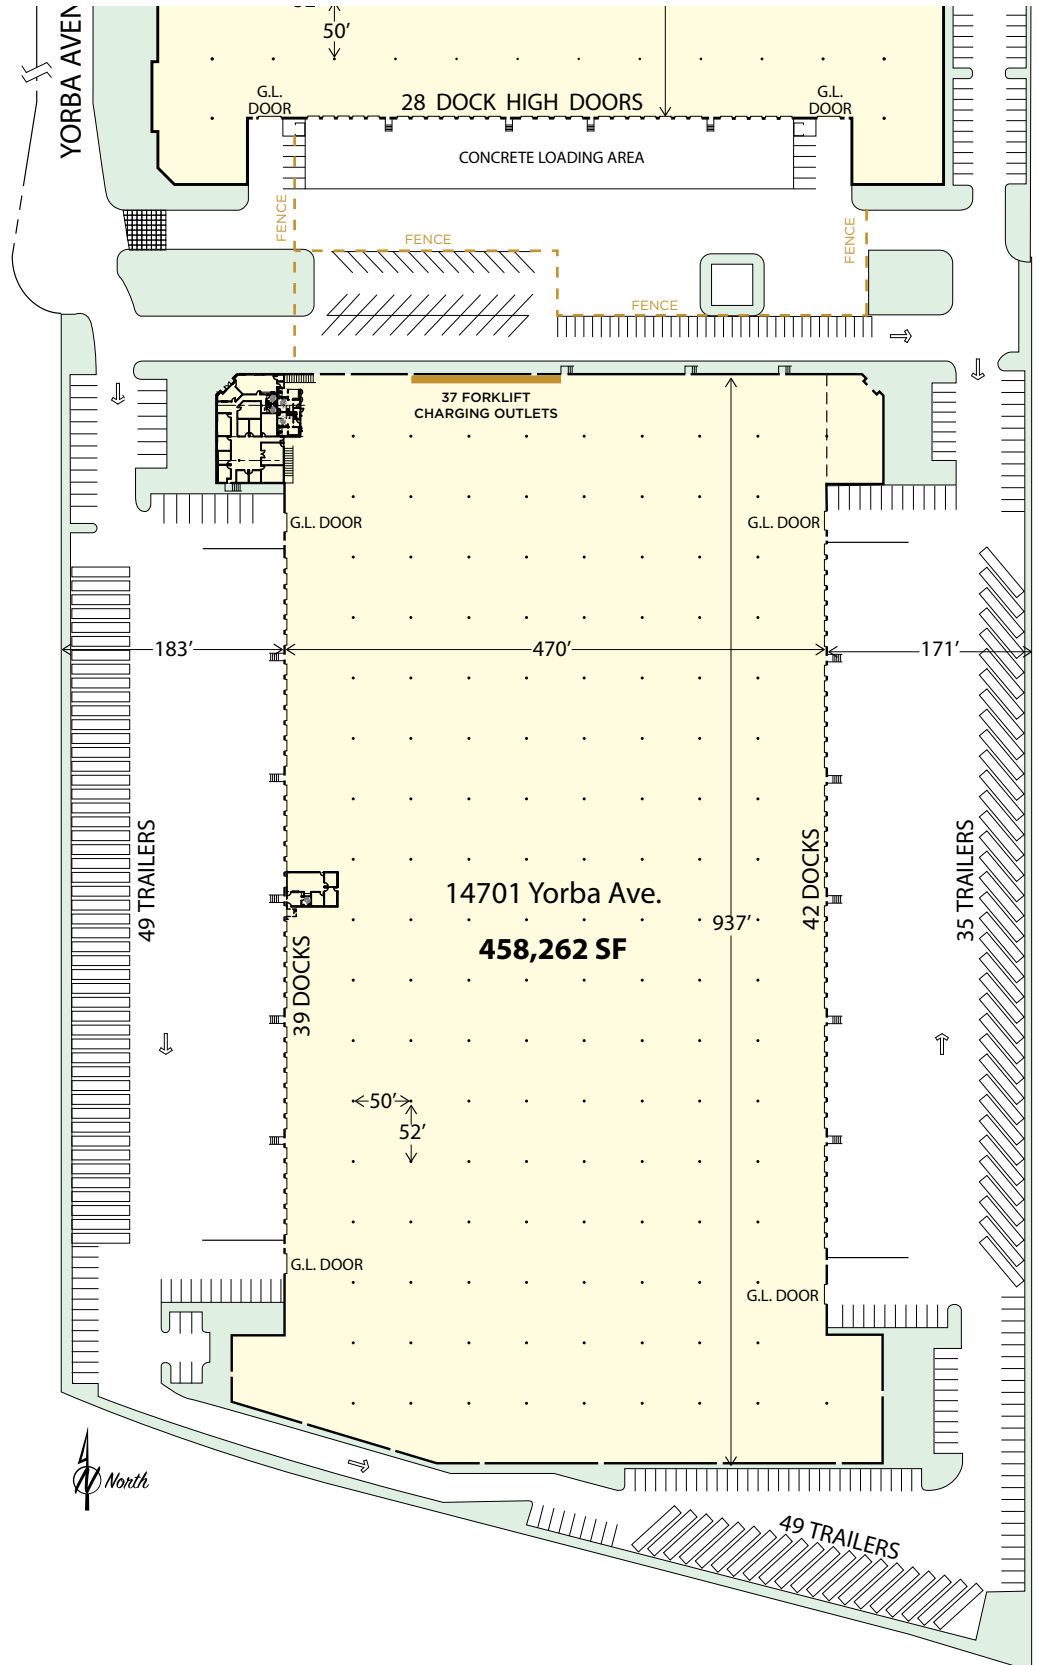 YORBA AVEN
50’
G.L.
DOOR
28 DOCK HIGH DOORS
G.L.
DOOR
CONCRETE LOADING AREA
FENCE
FENCE
FENCE
FENCE
37 FORKLIFT
CHARGING OUTLETS
G.L. DOOR
G.L. DOOR
183’
470’
171’
49 TRAILERS
42 DOCKS
35 TRAILERS
14701 Yorba Ave.
937’
458,262 SF
39 DOCKS
50’
52’
G.L. DOOR
G.L. DOOR
N North
49 TRAILERS